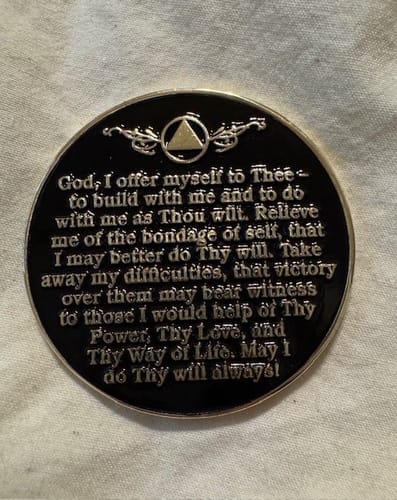 God, I offer myself to Thee -
to build with me and to do
with me as Thou wilt. Relieve
me of the bondage of self, that
I may better do Thy will. Take
away my difficulties, that victory
over them may bear witness
to those I would help of Thy
Power, Thy Love, and
Thy Way of Life. May I
do Thy will always!